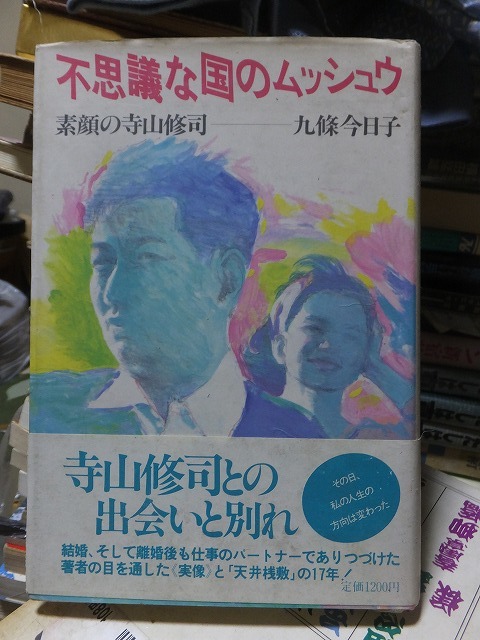 不思議な国のムッシュウ
素顔の寺山修司――九條今日子
寺山修司との
出会いと別れ
その日、
私の人生の
方向は変わった
結婚、そして離婚後も仕事のパートナーでありつづけた
著者の目を通した《実像》と「天井桟敷」の17年！
定価1200円